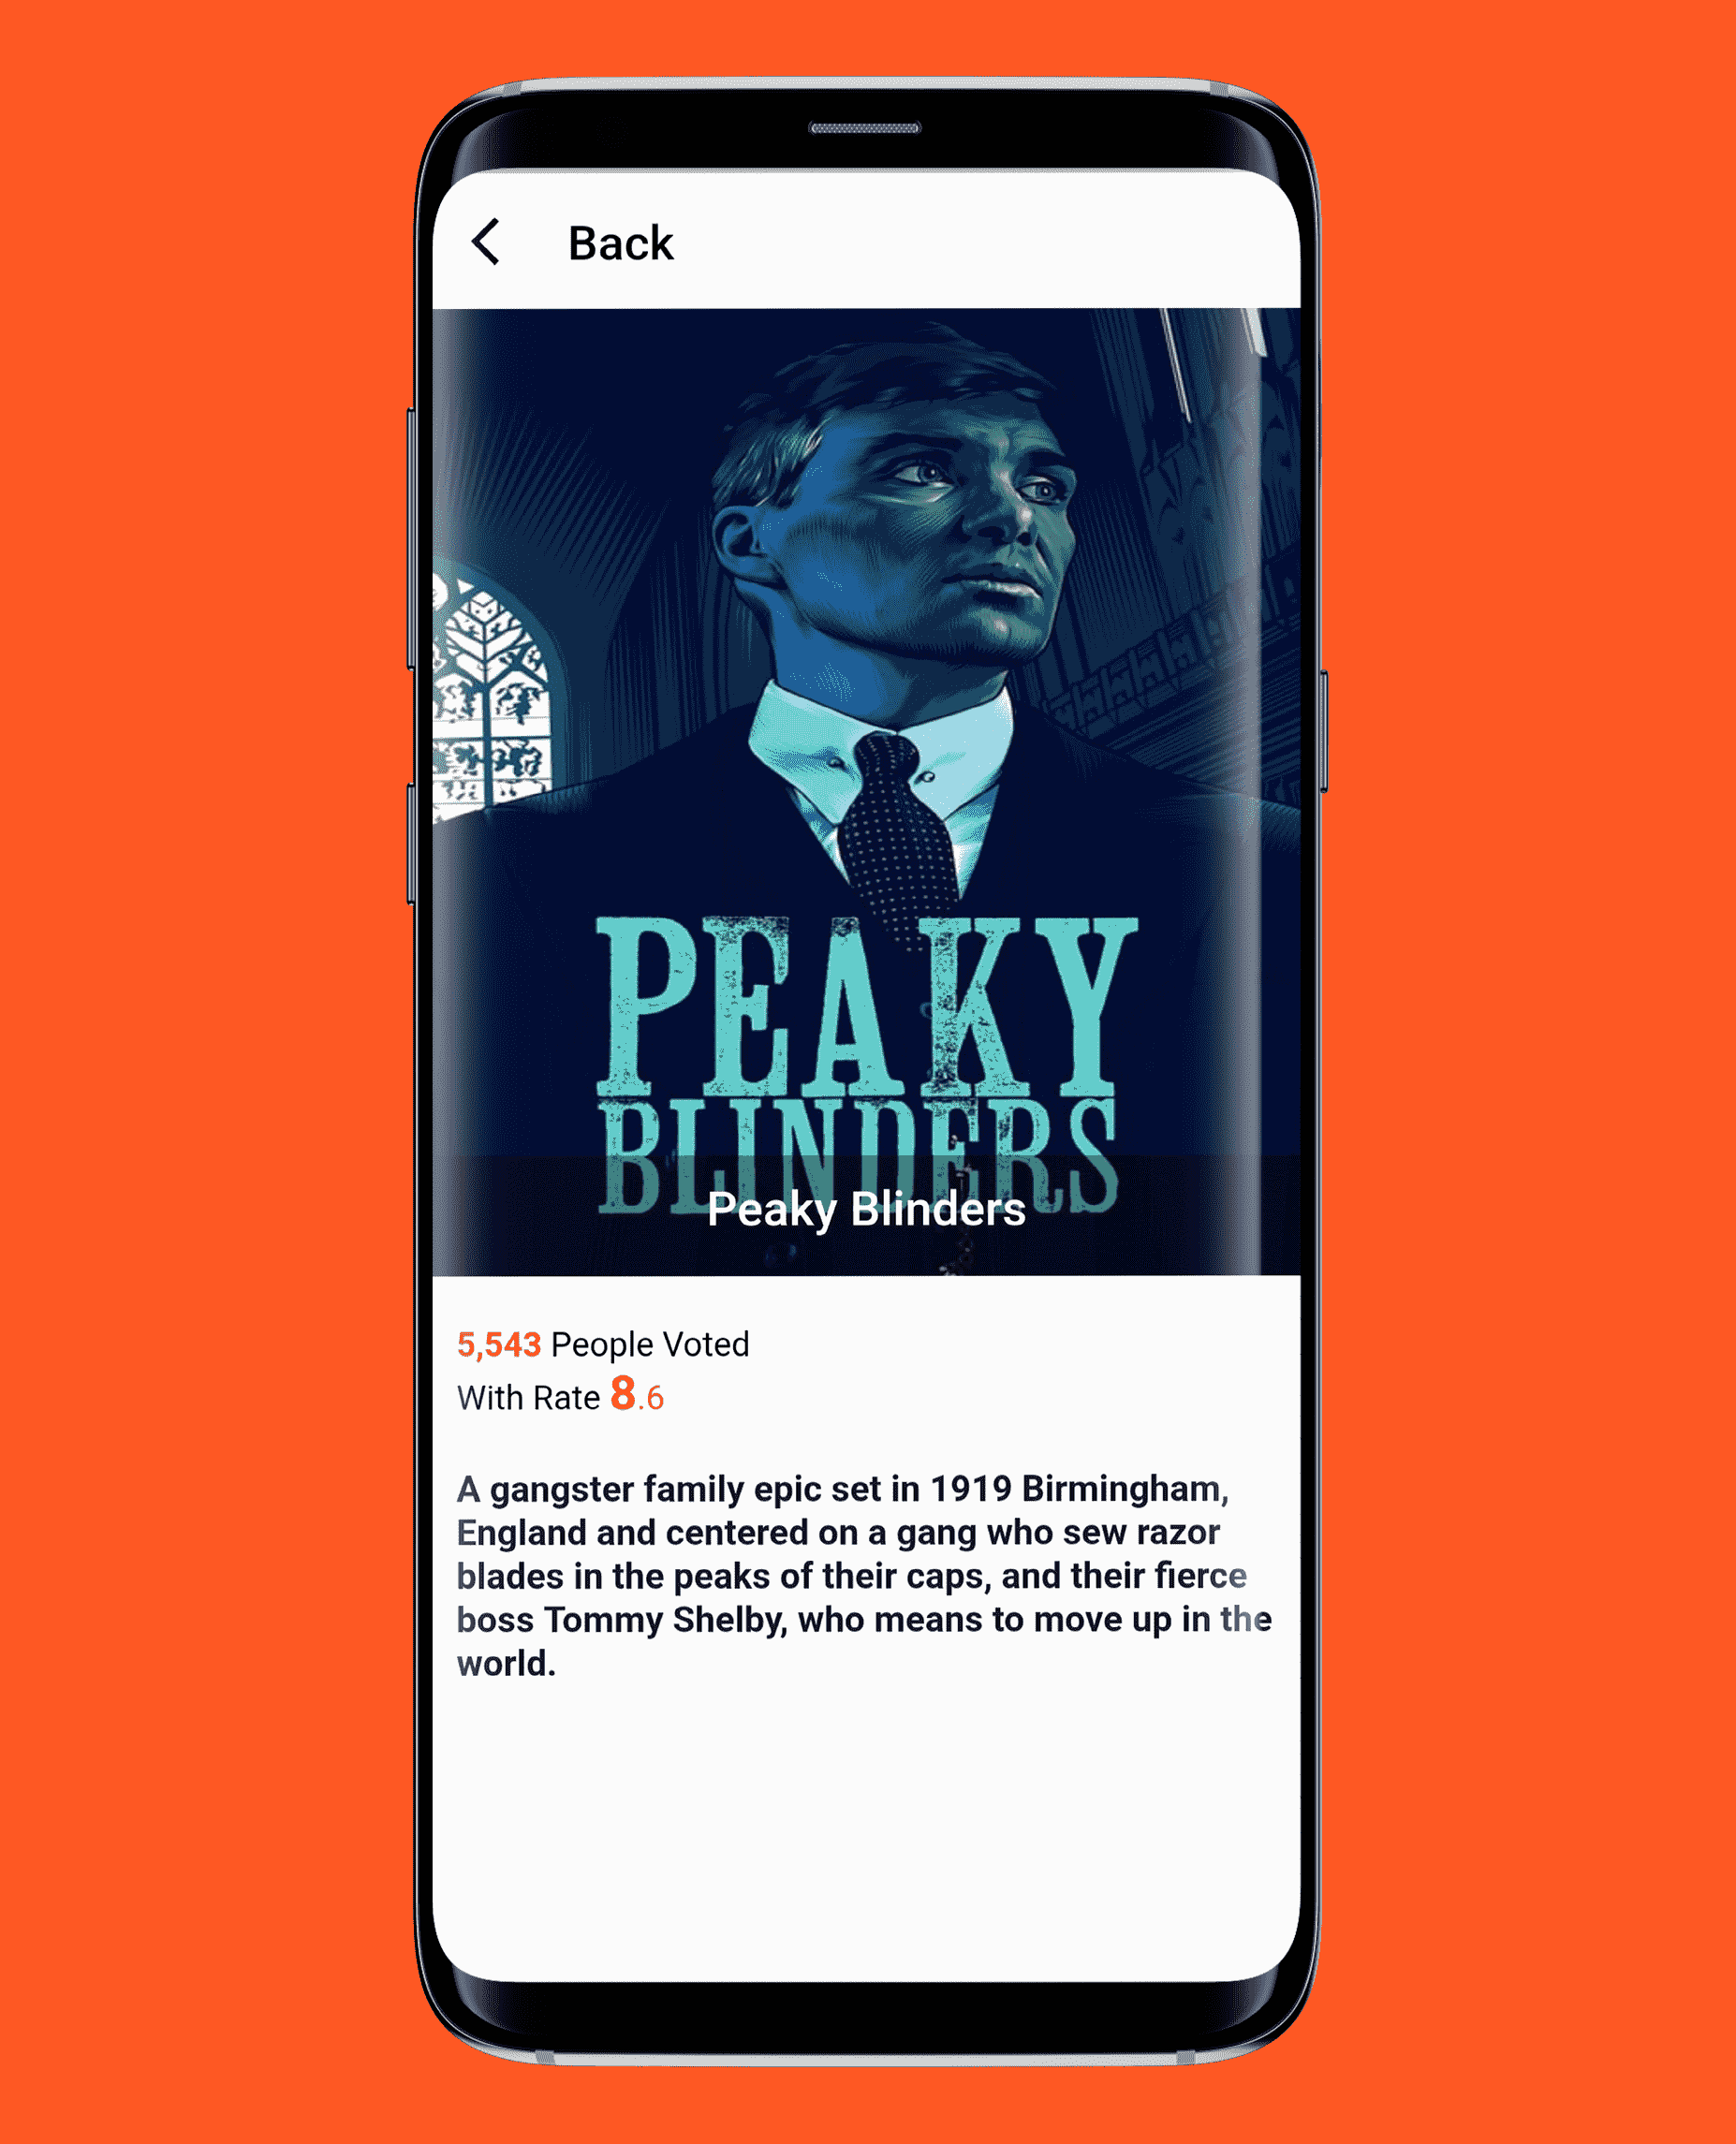 Back
PEAKY
BLINDERS
Peaky Blinders
5,543 People Voted
With Rate 8.6
A gangster family epic set in 1919 Birmingham,
England and centered on a gang who sew razor
blades in the peaks of their caps, and their fierce
boss Tommy Shelby, who means to move up in the
world.